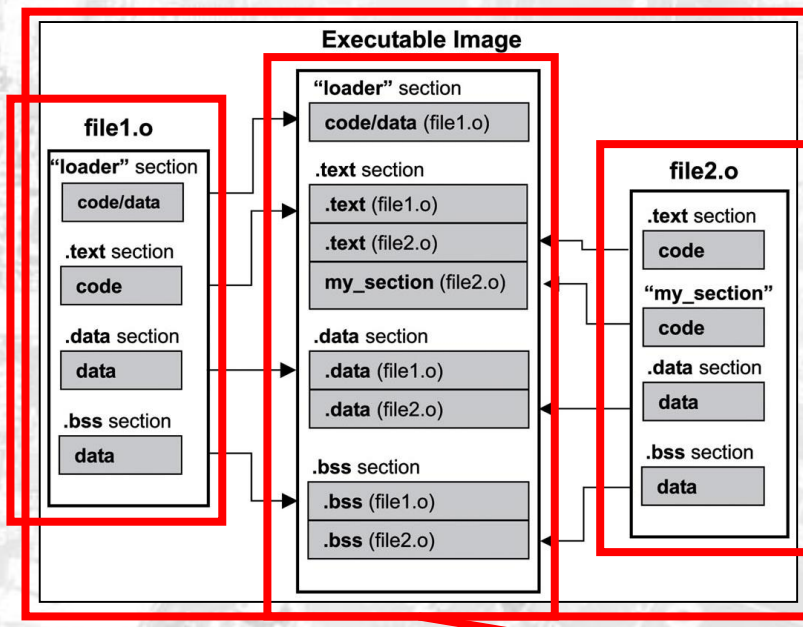 Executable Image
file1.o
"loader" section
code/data
.text section
code
.data section
data
.bss section
data
“loader” section
code/data (file1.o)
.text section
.text (file1.o)
.text (file2.o)
my_section (file2.o)
.data section
.data (file1.o)
.data (file2.o)
.bss section
.bss (file1.o)
.bss (file2.o)
file2.o
.text section
code
“my_section”
code
.data section
data
.bss section
data